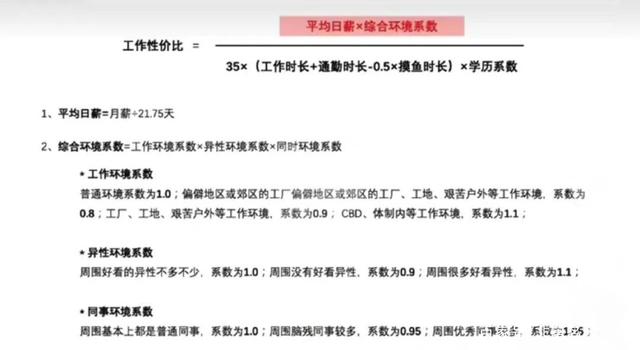 平均日薪×综合环境系数
工作性价比 =
35×（工作时长+通勤时长-0.5×摸鱼时长）×学历系数
1、平均日薪=月薪÷21.75天
2、综合环境系数=工作环境系数×异性环境系数×同时环境系数
* 工作环境系数
普通环境系数为1.0；偏僻地区或郊区的工厂偏僻地区或郊区的工厂、工地、艰苦户外等工作环境，系数为
0.8；工厂、工地、艰苦户外等工作环境，系数为0.9；CBD、体制内等工作环境，系数为1.1；
* 异性环境系数
周围好看的异性不多不少，系数为1.0；周围没有好看异性，系数为0.9；周围很多好看异性，系数为1.1；
* 同事环境系数
周围基本上都是普通同事，系数为1.0；周围脑残同事较多，系数为0.95；周围优秀同事较多，系数为1.05